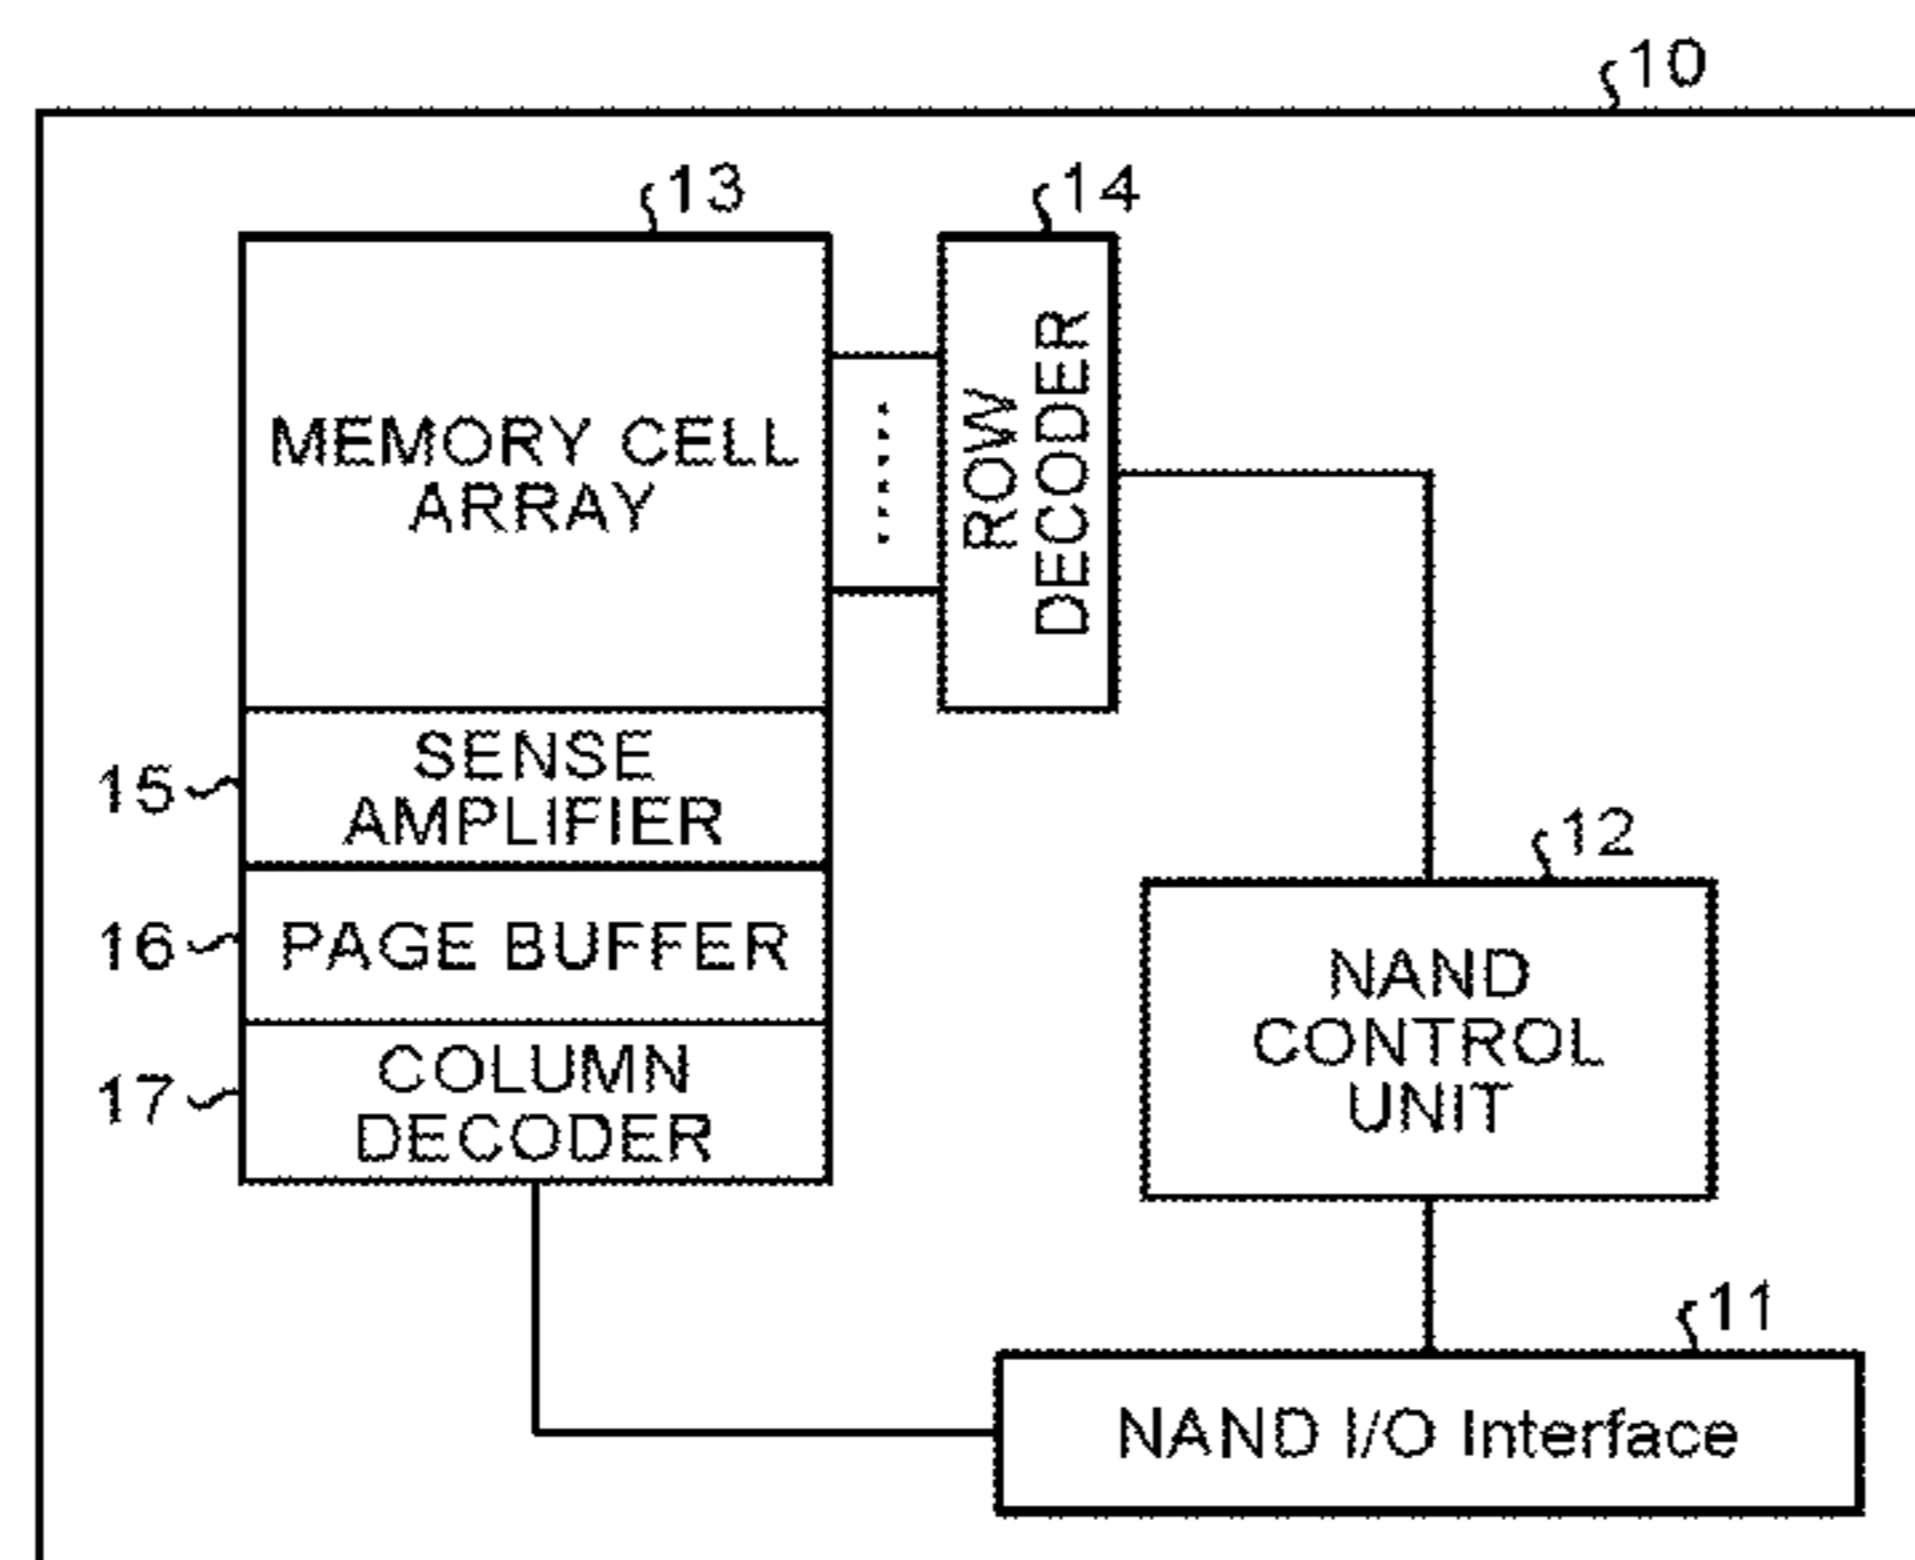 10
13
14
MEMORY CELL
ARRAY
ROW
DECODER
15
SENSE
AMPLIFIER
12
16
PAGE BUFFER
NAND
CONTROL
UNIT
17
COLUMN
DECODER
11
NAND I/O Interface